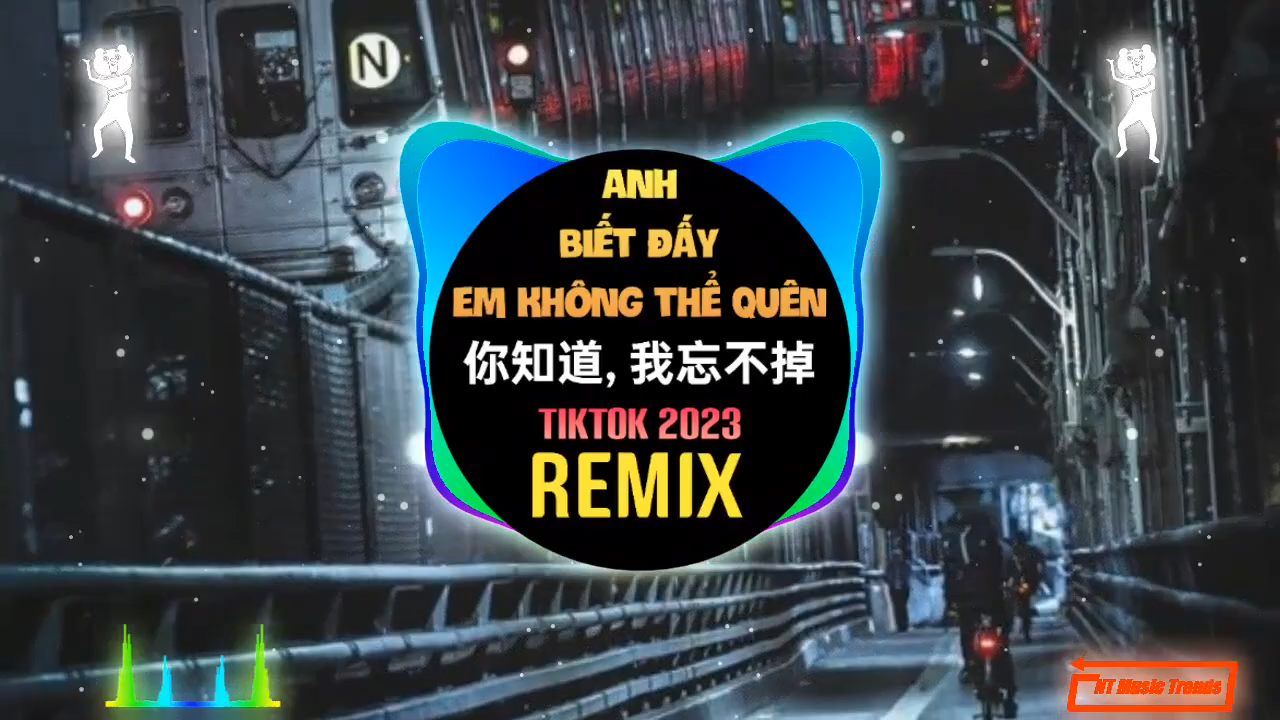 N
ANH
BIẾT ĐẤY
EM KHÔNG THỂ QUÊN
你知道, 我忘不掉
TIKTOK 2023
REMIX
NT Music Trends